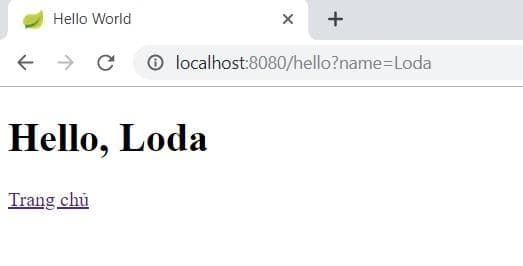 Hello World
localhost:8080/hello?name=Loda
Hello, Loda
Trang chủ